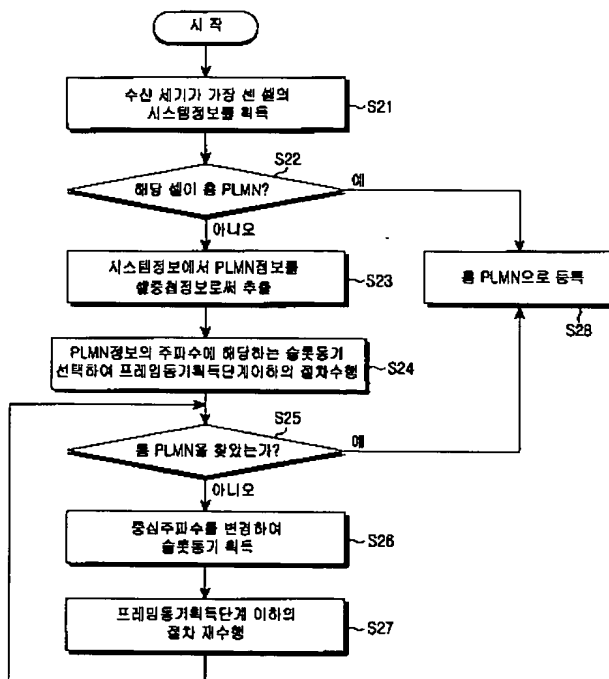 시 작
수신 세기가 가장 센 셀의
시스템정보를 획득
S21
S22
해당 셀이 홈 PLMN?
예
아니오
시스템정보에서 PLMN정보를
셀중첩정보로써 추출
S23
홈 PLMN으로 등록
S28
PLMN정보의 주파수에 해당하는 슬롯동기
선택하여 프레임동기획득단계이하의 절차수행
S24
S25
홈 PLMN을 찾았는가?
예
아니오
중심주파수를 변경하여
슬롯동기 획득
S26
프레임동기획득단계 이하의
절차 재수행
S27